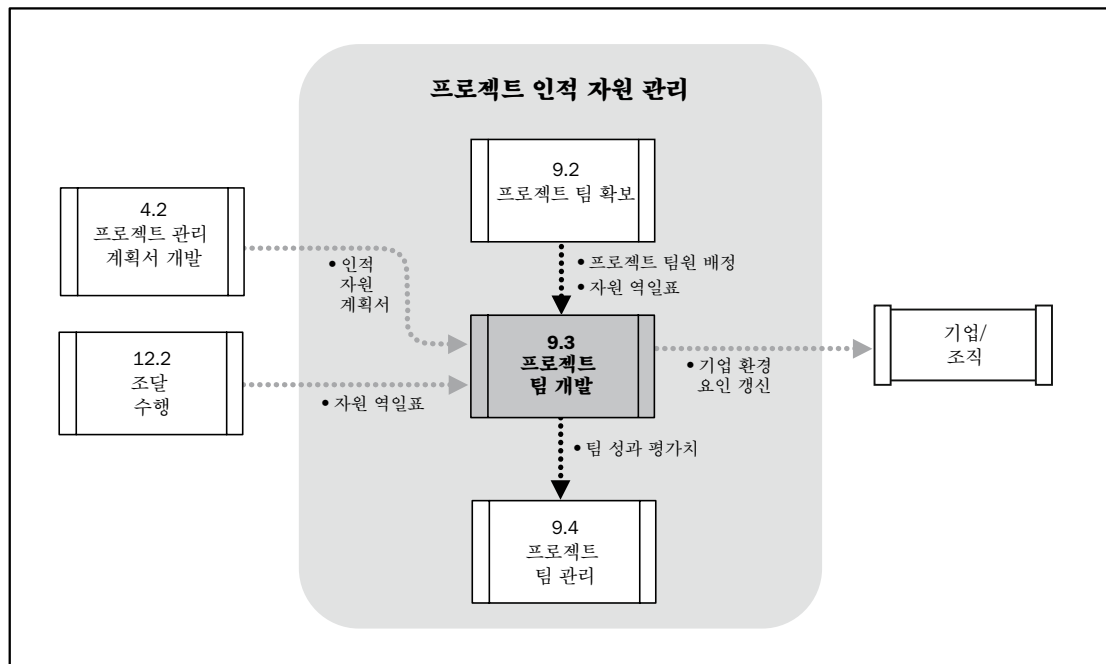 프로젝트 인적 자원 관리
9.2
프로젝트 팀 확보
4.2
프로젝트 관리
계획서 개발
• 인적
자원
계획서
• 프로젝트 팀원 배정
• 자원 역일표
12.2
조달
수행
• 자원 역일표
9.3
프로젝트
팀 개발
• 기업 환경
요인 갱신
기업/
조직
• 팀 성과 평가치
9.4
프로젝트
팀 관리